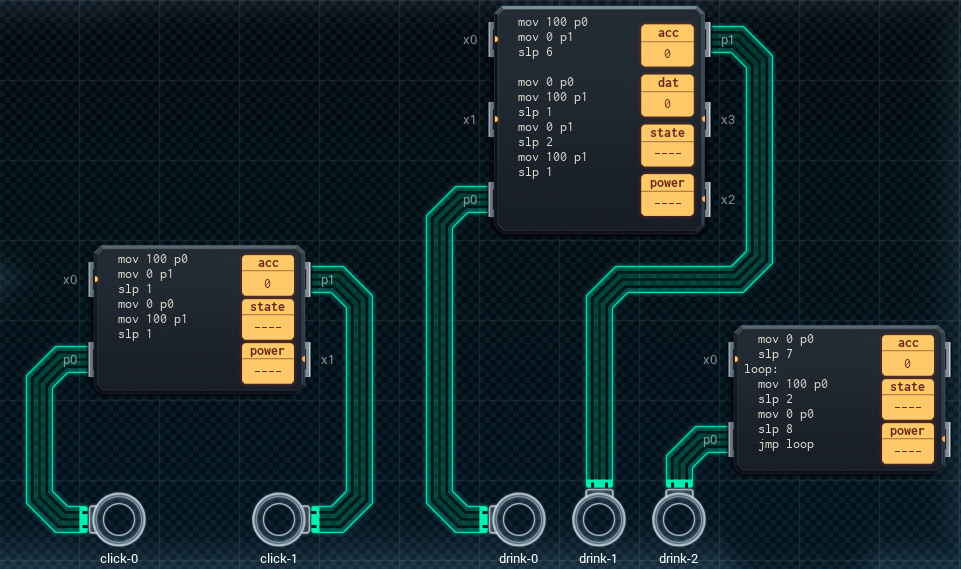 mov 100 p0
mov 0 p1
slp 6
mov 0 p0
mov 100 p1
slp 1
mov 0 p1
slp 2
mov 100 p1
slp 1
acc
0
dat
0
state
----
power
----
x0
x1
p0
p1
x3
x2
mov 100 p0
mov 0 p1
slp 1
mov 0 p0
mov 100 p1
slp 1
acc
0
state
----
power
----
x0
p0
p1
x1
mov 0 p0
slp 7
loop:
mov 100 p0
slp 2
mov 0 p0
slp 8
jmp loop
acc
0
state
----
power
----
x0
p0
click-0
click-1
drink-0
drink-1
drink-2